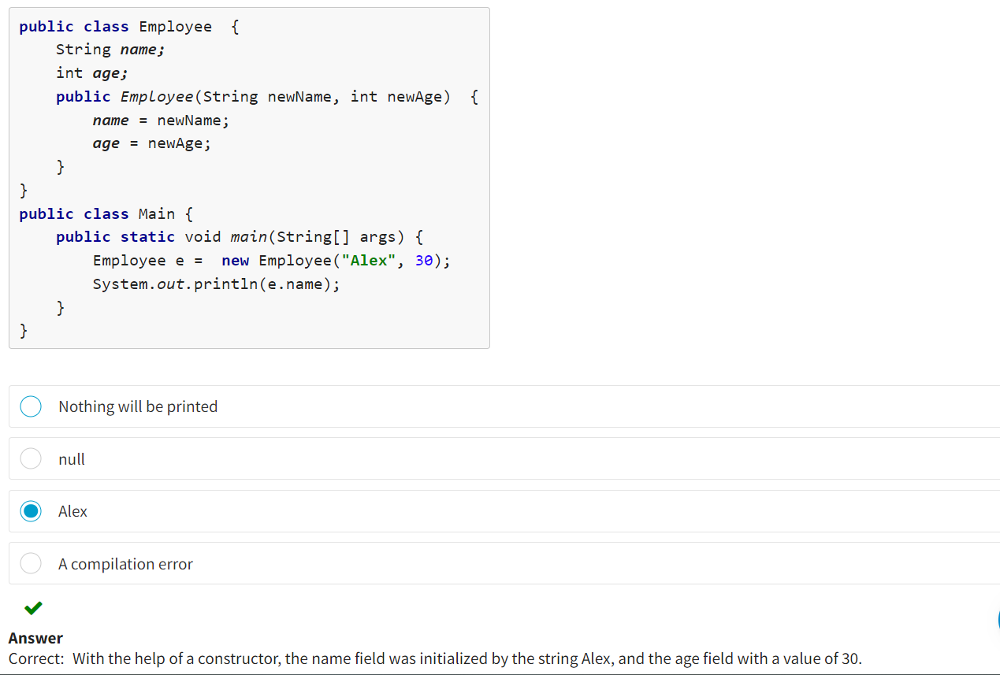 public class Employee  {
    String name;
    int age;
    public Employee(String newName, int newAge)  {
        name = newName;
        age = newAge;
    }
}
public class Main {
    public static void main(String[] args) {
        Employee e =  new Employee("Alex", 30);
        System.out.println(e.name);
    }
}
Nothing will be printed
null
Alex
A compilation error
Answer
Correct:  With the help of a constructor, the name field was initialized by the string Alex, and the age field with a value of 30.